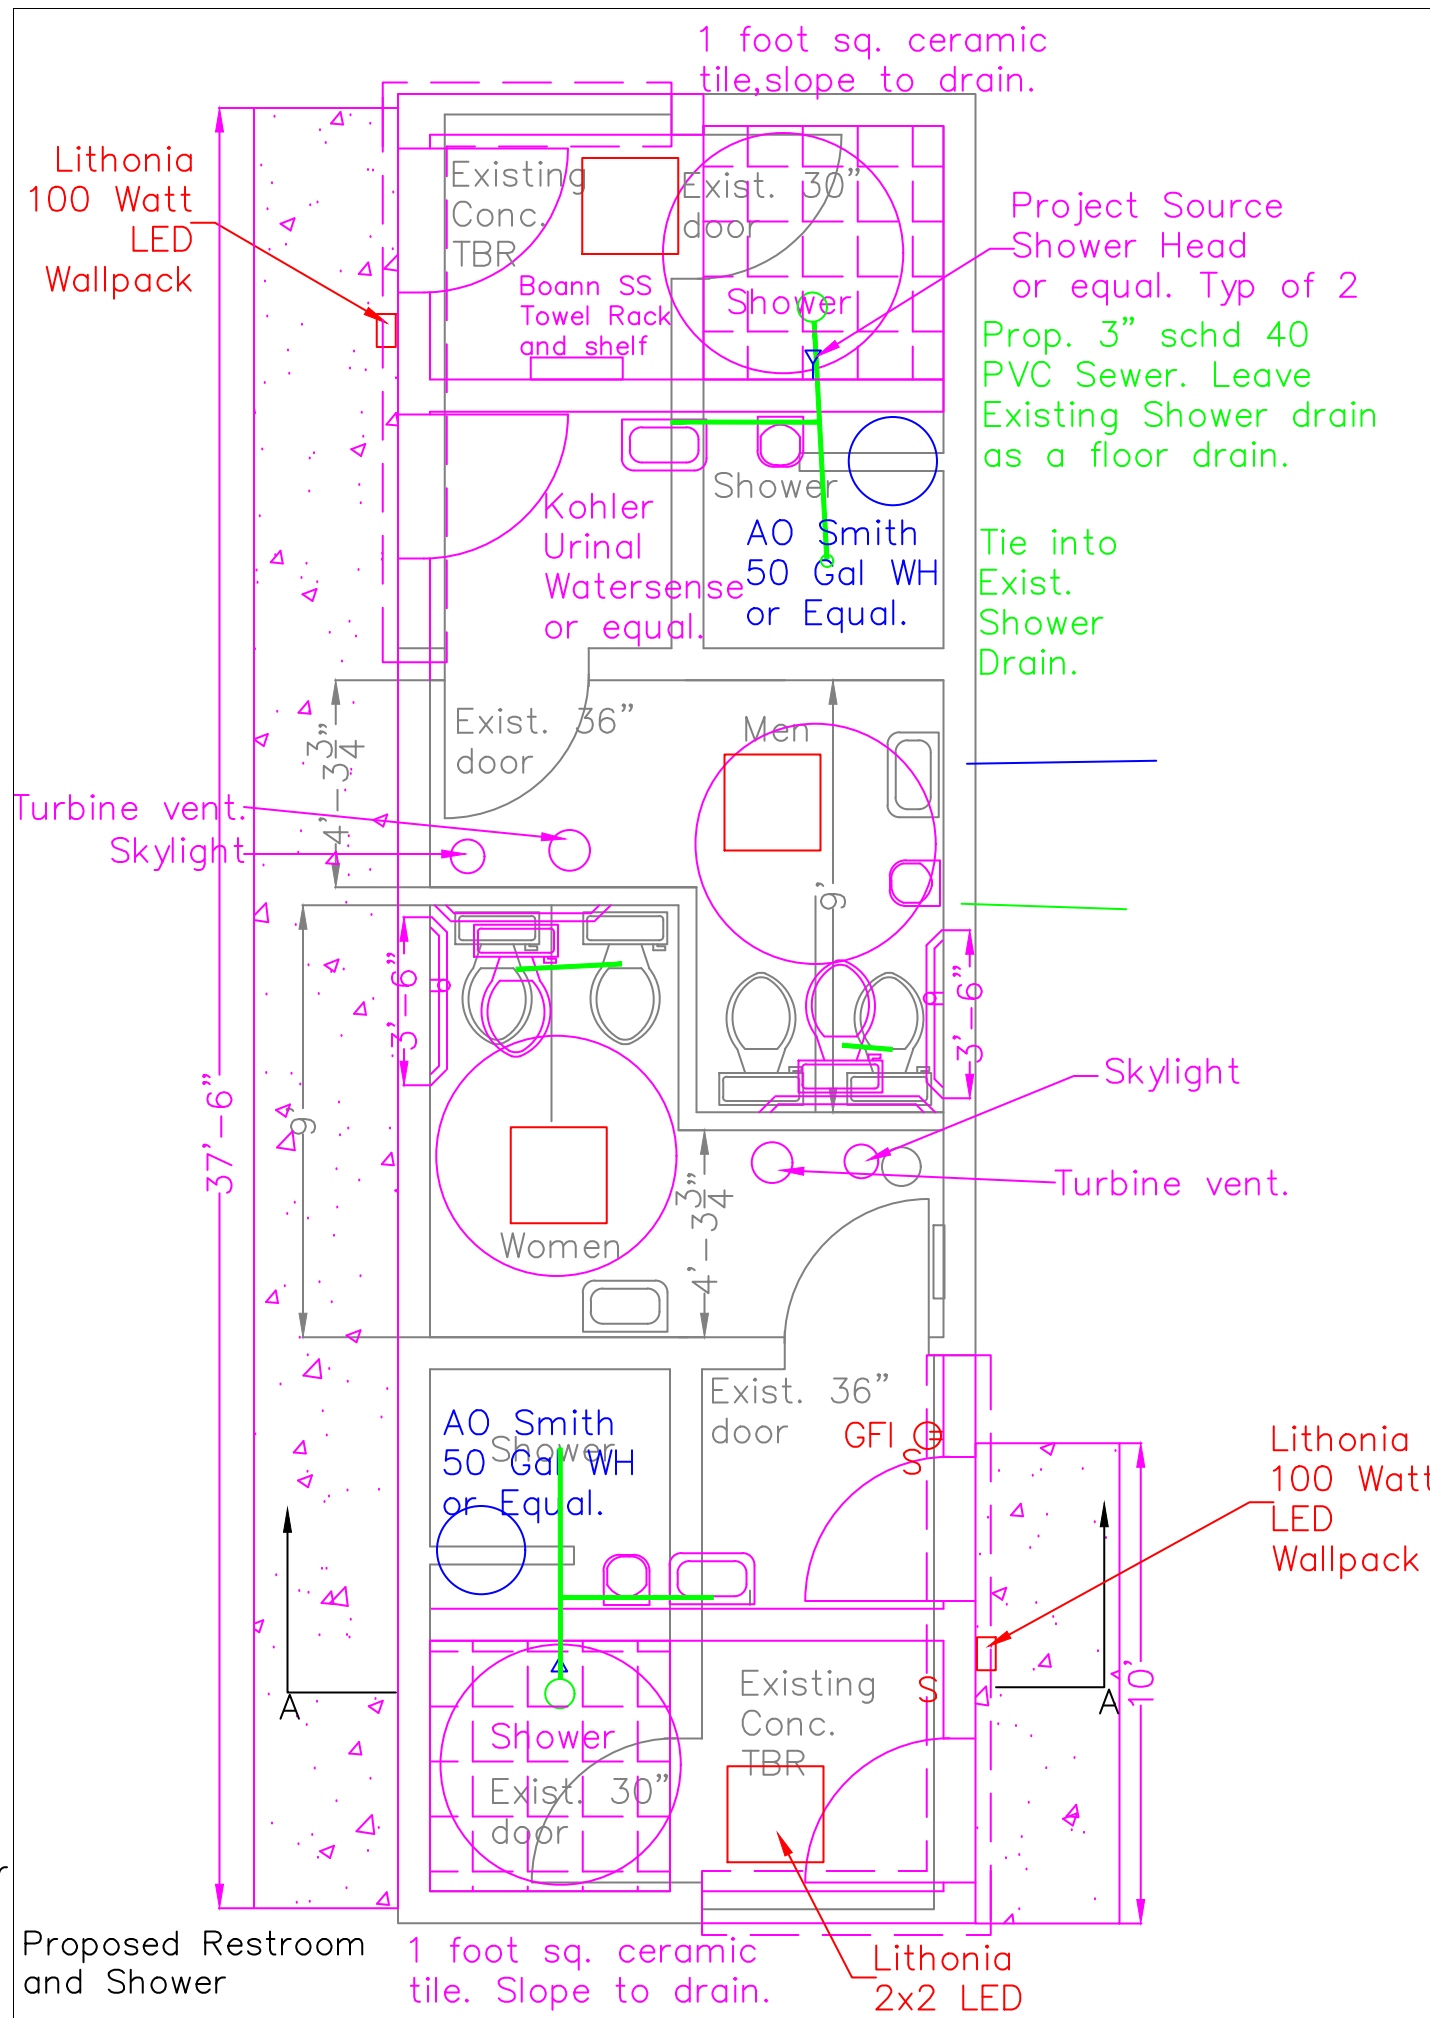 1 foot sq. ceramic
tile,slope to drain.
Lithonia
100 Watt
LED
Wallpack
Existing
Conc.
TBR
Exist. 30"
door
Project Source
Shower Head
or equal. Typ of 2
Boann SS
Towel Rack
and shelf
Shower
Prop. 3" schd 40
PVC Sewer. Leave
Existing Shower drain
as a floor drain.
Shower
Kohler
Urinal
Watersense
or equal.
AO Smith
50 Gal WH
or Equal.
Tie into
Exist.
Shower
Drain.
Exist. 36"
door
Men
4'-3 3/4"
Turbine vent.
Skylight
9'
3'-6"
3'-6"
37'-6"
9'
Skylight
Turbine vent.
4'-3 3/4"
Women
Exist. 36"
door
GFI
S
AO Smith
Shower
50 Gal WH
or Equal.
Lithonia
100 Watt
LED
Wallpack
A
A
10'
S
Existing
Conc.
TBR
Shower
Exist. 30"
door
r
Proposed Restroom
and Shower
1 foot sq. ceramic
tile. Slope to drain.
Lithonia
2x2 LED